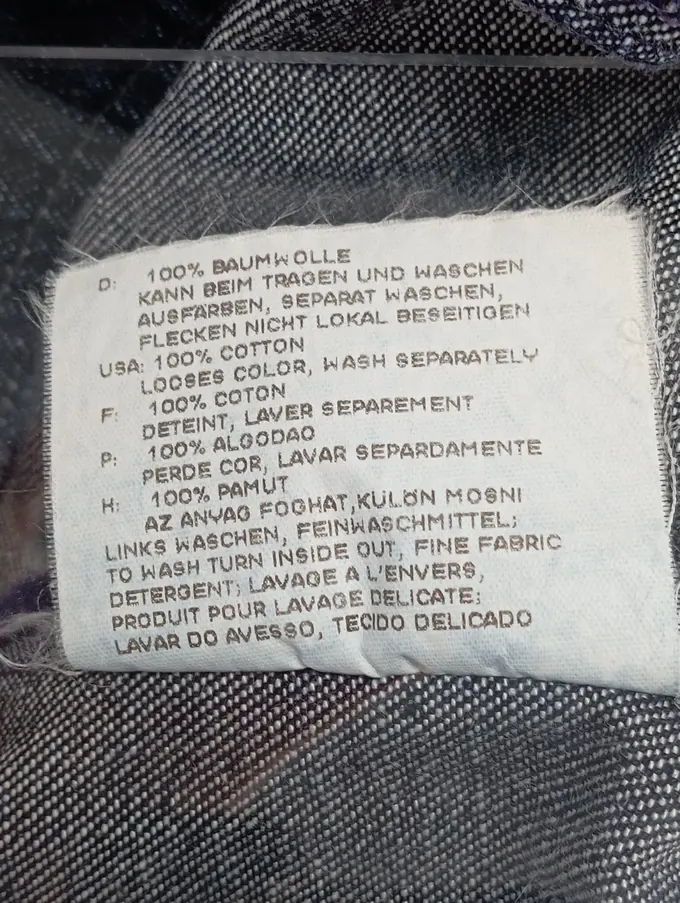 D: 100% BAUMWOLLE
KANN BEIM TRAGEN UND WASCHEN
AUSFÄRBEN, SEPARAT WASCHEN,
FLECKEN NICHT LOKAL BESEITIGEN
USA: 100% COTTON
LOOSES COLOR, WASH SEPARATELY
F: 100% COTON
DETEINT, LAVER SEPAREMENT
P: 100% ALGODAO
PERDE COR, LAVAR SEPARDAMENTE
H: 100% PAMUT
AZ ANYAG FOGHAT,KÜLÖN MOSNI
LINKS WASCHEN, FEINWASCHMITTEL;
TO WASH TURN INSIDE OUT, FINE FABRIC
DETERGENT; LAVAGE A L'ENVERS,
PRODUIT POUR LAVAGE DELICATE;
LAVAR DO AVESSO, TECIDO DELICADO